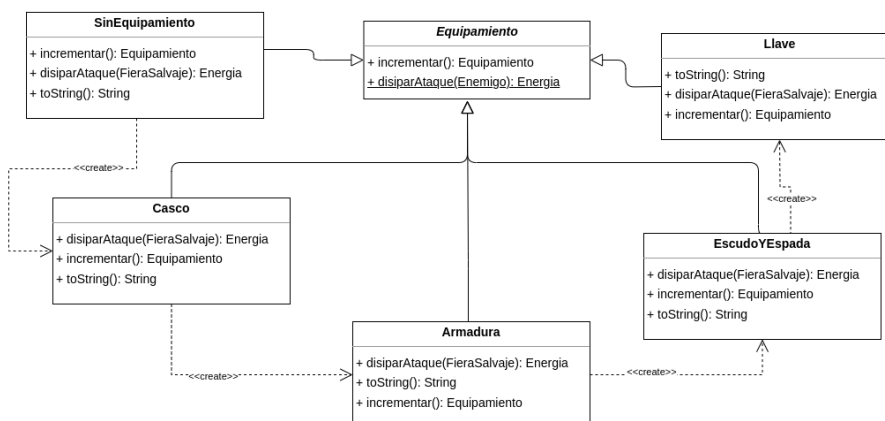 SinEquipamiento
+ incrementar(): Equipamiento
+ disiparAtaque(FieraSalvaje): Energia
+ toString(): String
Equipamiento
+ incrementar(): Equipamiento
+ disiparAtaque(Enemigo): Energia
Llave
+ toString(): String
+ disiparAtaque(FieraSalvaje): Energia
+ incrementar(): Equipamiento
<<create>>
Casco
+ disiparAtaque(FieraSalvaje): Energia
+ incrementar(): Equipamiento
+ toString(): String
<<create>>
EscudoYEspada
+ disiparAtaque(FieraSalvaje): Energia
+ incrementar(): Equipamiento
+ toString(): String
Armadura
+ disiparAtaque(FieraSalvaje): Energia
+ toString(): String
+ incrementar(): Equipamiento
<<create>>
<<create>>